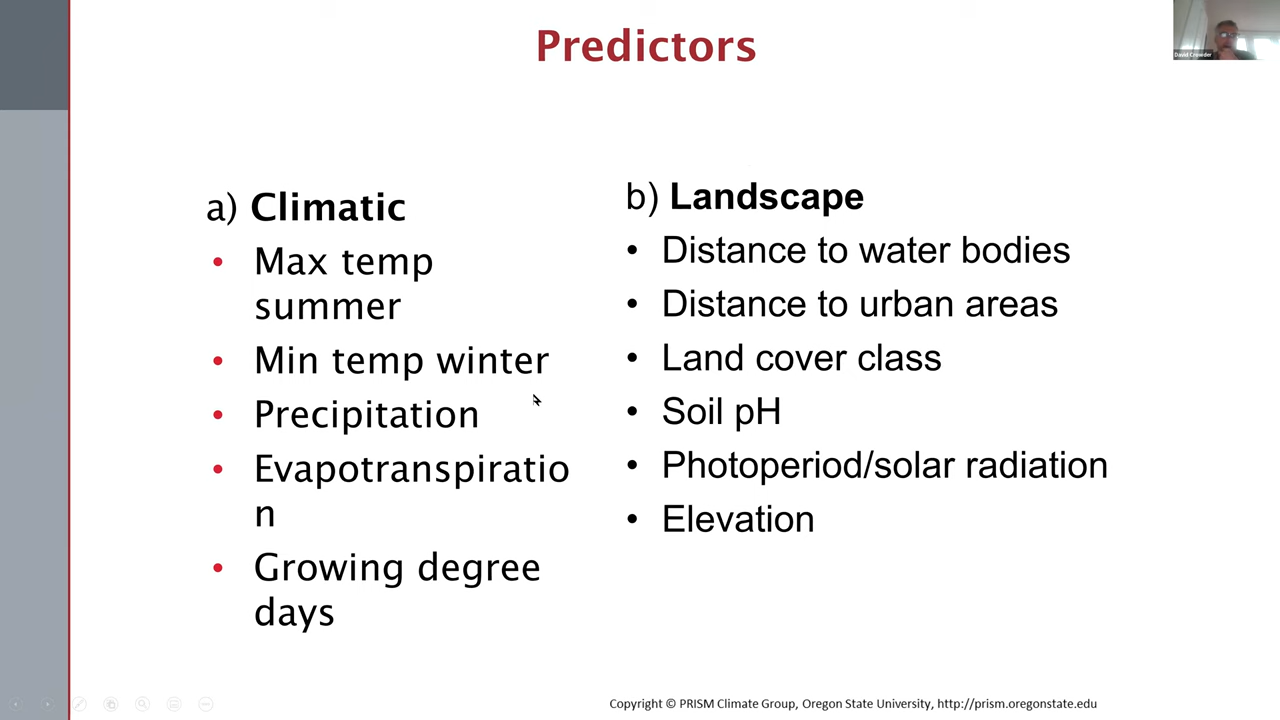 Predictors
David Crowder
a) Climatic
• Max temp
summer
• Min temp winter
• Precipitation
• Evapotranspiratio
n
• Growing degree
days
b) Landscape
• Distance to water bodies
• Distance to urban areas
• Land cover class
• Soil pH
• Photoperiod/solar radiation
• Elevation
Copyright © PRISM Climate Group, Oregon State University, http://prism.oregonstate.edu